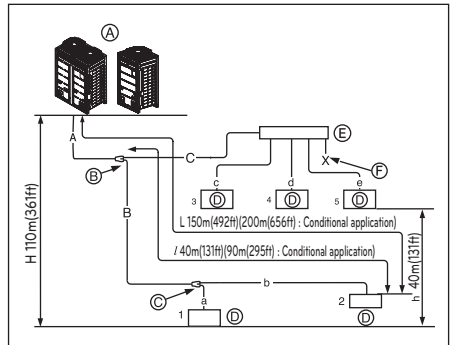 A
A
E
C
X
F
B
c
d
e
3 D
4 D
5 D
B
L 150m(492ft)(200m(656ft) : Conditional application)
H 110m(361ft)
l 40m(131ft)(90m(295ft) : Conditional application)
h 40m(131ft)
b
C
a
2
1 D
D